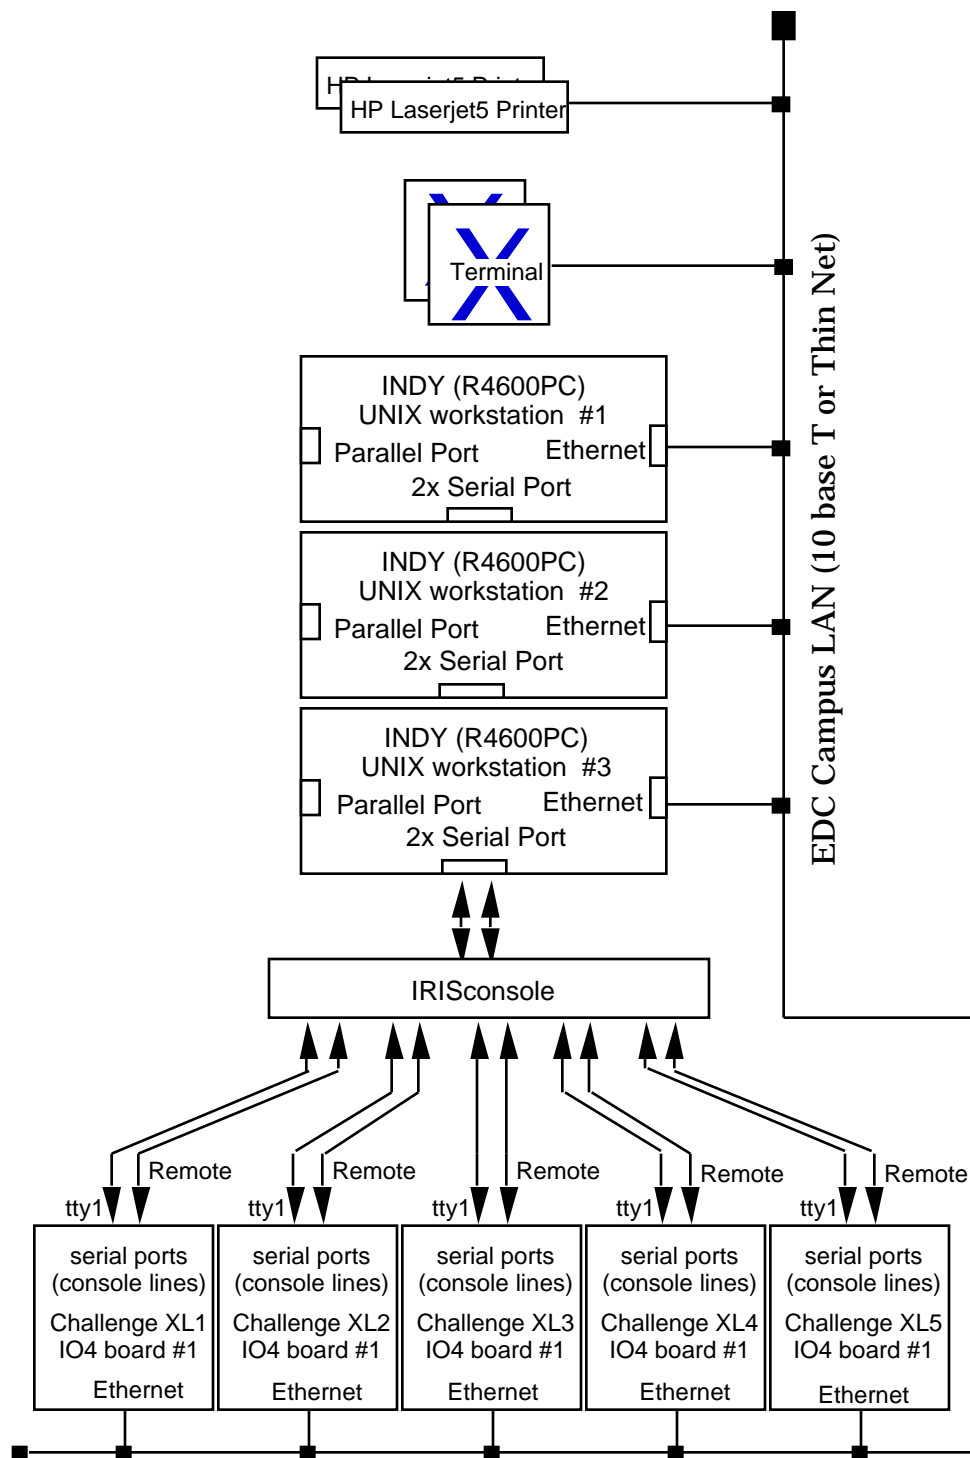 HP Laserjet5 Printer
HP Laserjet5 Printer
X
Terminal
INDY (R4600PC)
UNIX workstation #1
Parallel Port
Ethernet
2x Serial Port
INDY (R4600PC)
UNIX workstation #2
Parallel Port
Ethernet
2x Serial Port
INDY (R4600PC)
UNIX workstation #3
Parallel Port
Ethernet
2x Serial Port
EDC Campus LAN (10 base T or Thin Net)
IRISconsole
Remote
Remote
Remote
Remote
Remote
tty1
tty1
tty1
tty1
tty1
serial ports
(console lines)
Challenge XL1
IO4 board #1
Ethernet
serial ports
(console lines)
Challenge XL2
IO4 board #1
Ethernet
serial ports
(console lines)
Challenge XL3
IO4 board #1
Ethernet
serial ports
(console lines)
Challenge XL4
IO4 board #1
Ethernet
serial ports
(console lines)
Challenge XL5
IO4 board #1
Ethernet